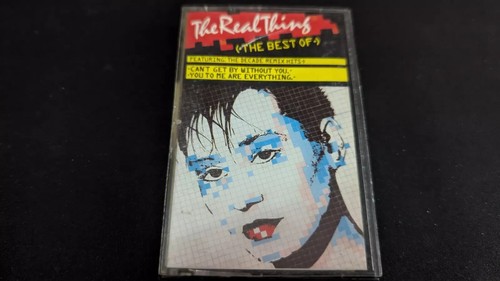 The Real Thing
(·THE BEST OF·)
FEATURING THE DECADE REMIX HITS:
-CAN'T GET BY WITHOUT YOU.-
-YOU TO ME ARE EVERYTHING.-